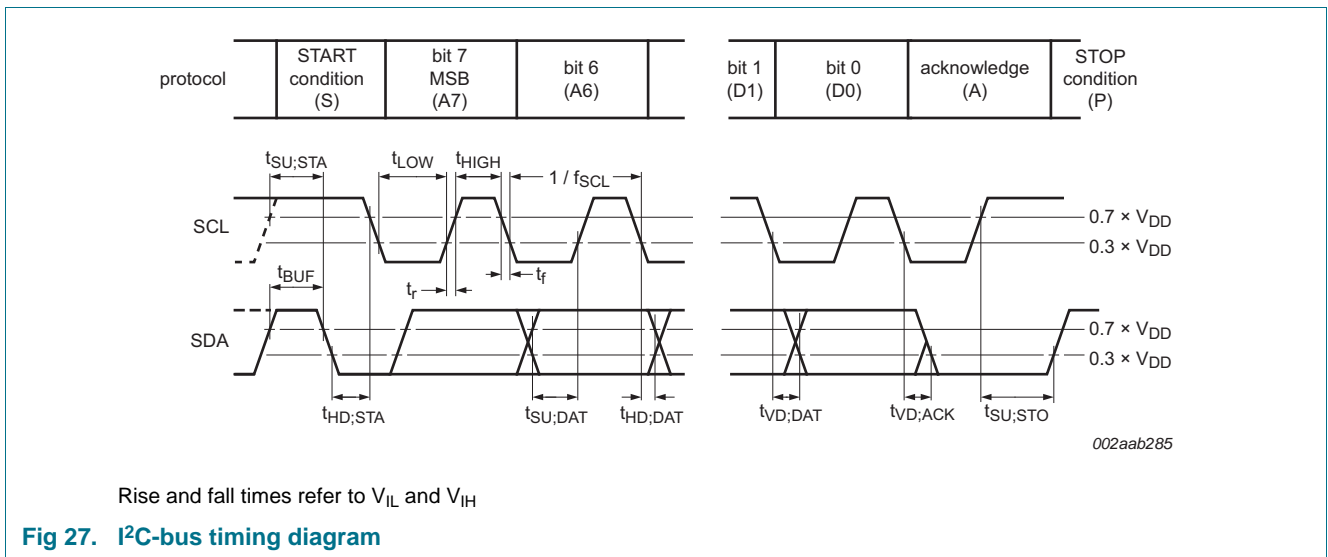 protocol
START
condition
(S)
bit 7
MSB
(A7)
bit 6
(A6)
bit 1
(D1)
bit 0
(D0)
acknowledge
(A)
STOP
condition
(P)
tSU;STA
tLOW
tHIGH
1 / fSCL
SCL
0.7 × VDD
0.3 × VDD
tBUF
tr
tf
SDA
0.7 × VDD
0.3 × VDD
tHD;STA
tSU;DAT
tHD;DAT
tVD;DAT
tVD;ACK
tSU;STO
002aab285
Rise and fall times refer to VIL and VIH
Fig 27. I2C-bus timing diagram